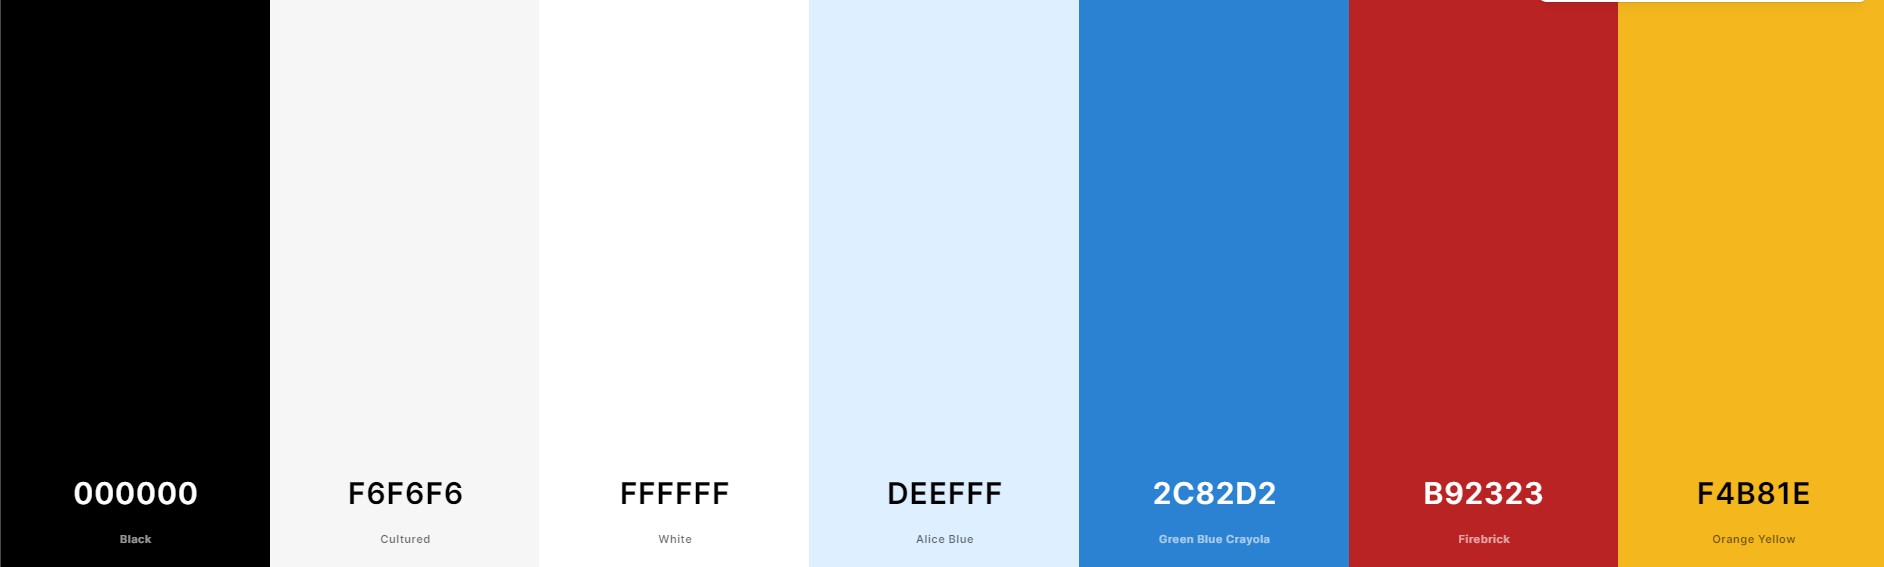 000000
Black
F6F6F6
Cultured
FFFFFF
White
DEEFFF
Alice Blue
2C82D2
Green Blue Crayola
B92323
Firebrick
F4B81E
Orange Yellow